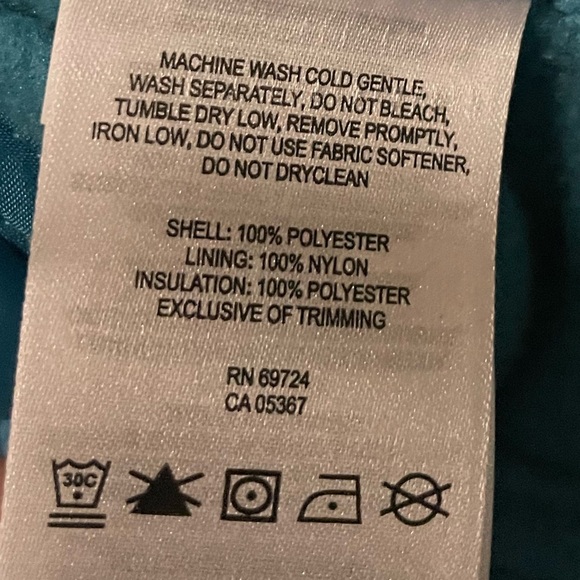 MACHINE WASH COLD GENTLE,
WASH SEPARATELY, DO NOT BLEACH,
TUMBLE DRY LOW, REMOVE PROMPTLY,
IRON LOW, DO NOT USE FABRIC SOFTENER,
DO NOT DRYCLEAN
SHELL: 100% POLYESTER
LINING: 100% NYLON
INSULATION: 100% POLYESTER
EXCLUSIVE OF TRIMMING
RN 69724
CA 05367
30C